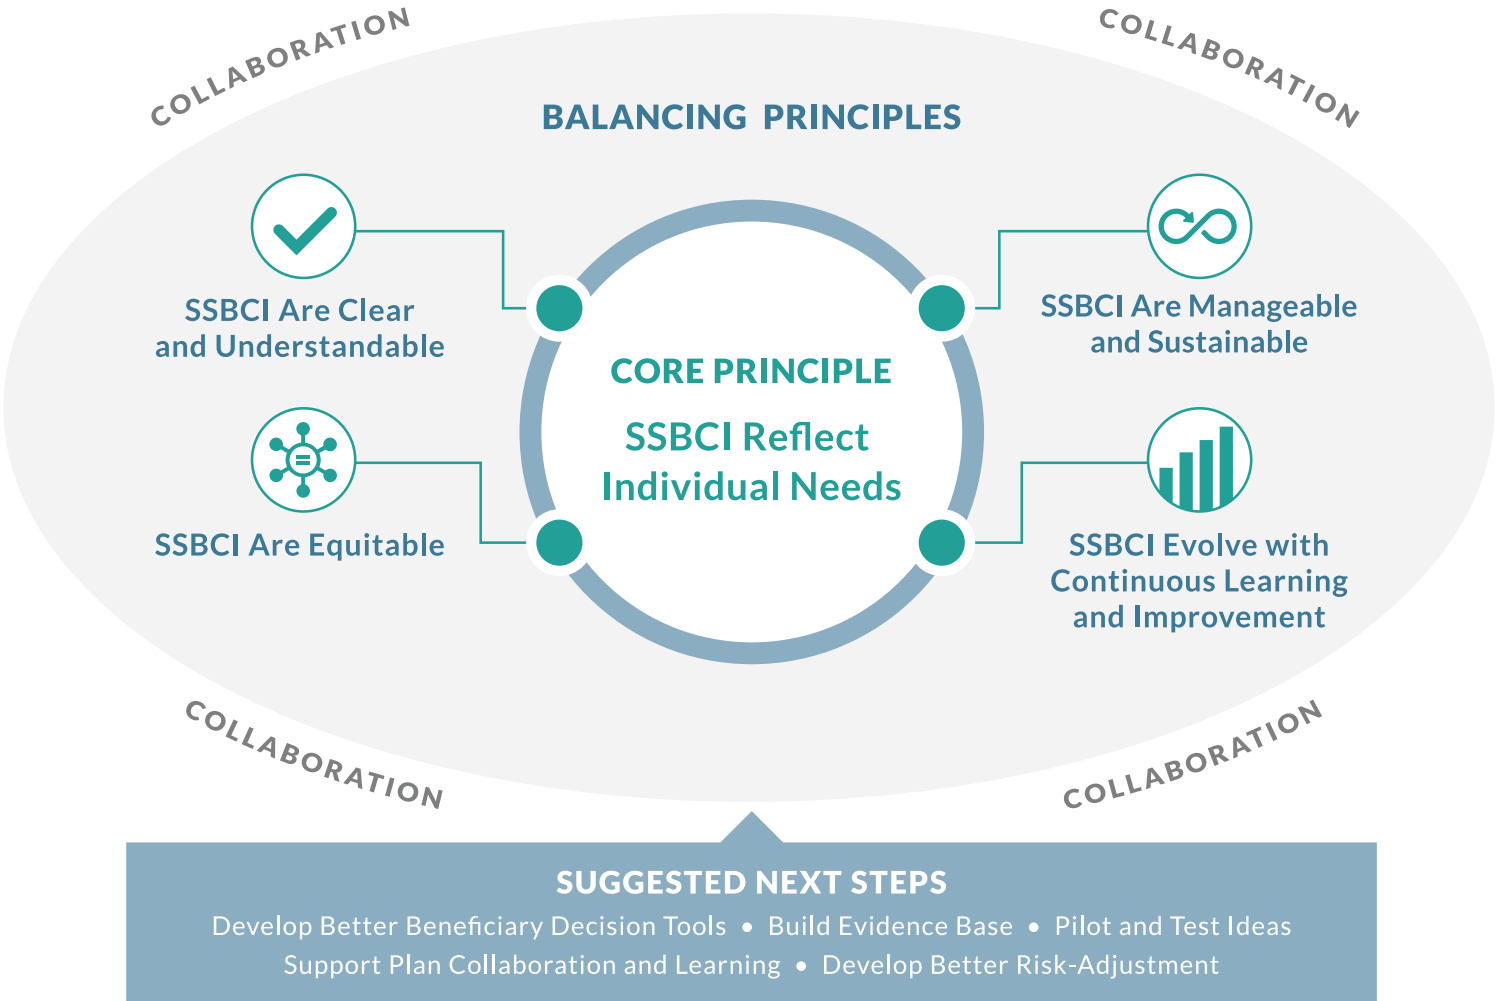 COLLABORATION
COLLABORATION
BALANCING PRINCIPLES
SSBCI Are Clear
and Understandable
SSBCI Are Manageable
and Sustainable
CORE PRINCIPLE
SSBCI Reflect
Individual Needs
=
SSBCI Are Equitable
SSBCI Evolve with
Continuous Learning
and Improvement
COLLABORATION
COLLABORATION
SUGGESTED NEXT STEPS
Develop Better Beneficiary Decision Tools • Build Evidence Base • Pilot and Test Ideas
Support Plan Collaboration and Learning • Develop Better Risk-Adjustment